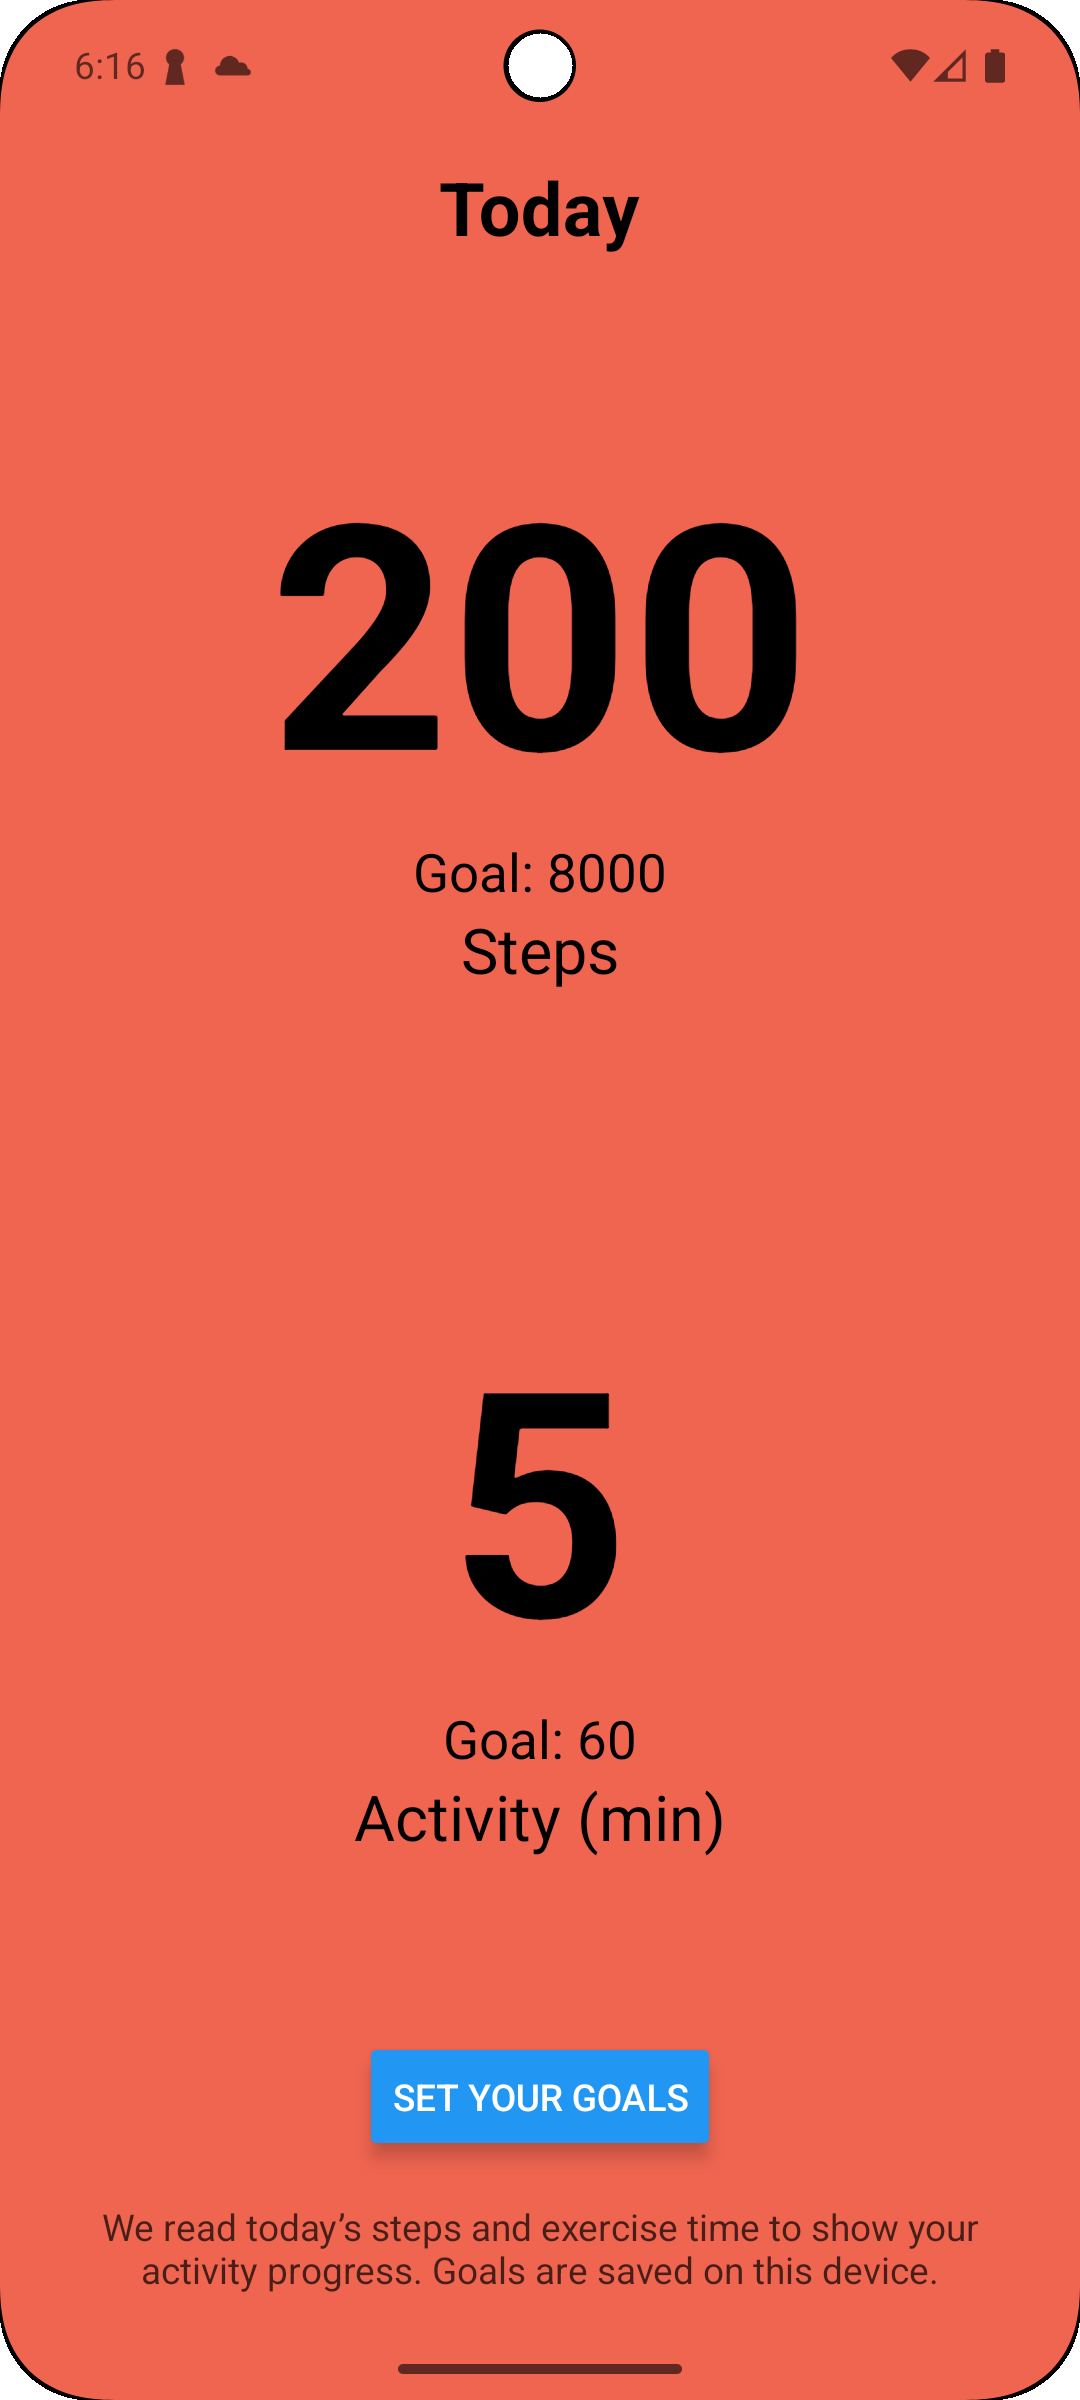 6:16
Today
200
Goal: 8000
Steps
5
Goal: 60
Activity (min)
SET YOUR GOALS
We read today’s steps and exercise time to show your
activity progress. Goals are saved on this device.